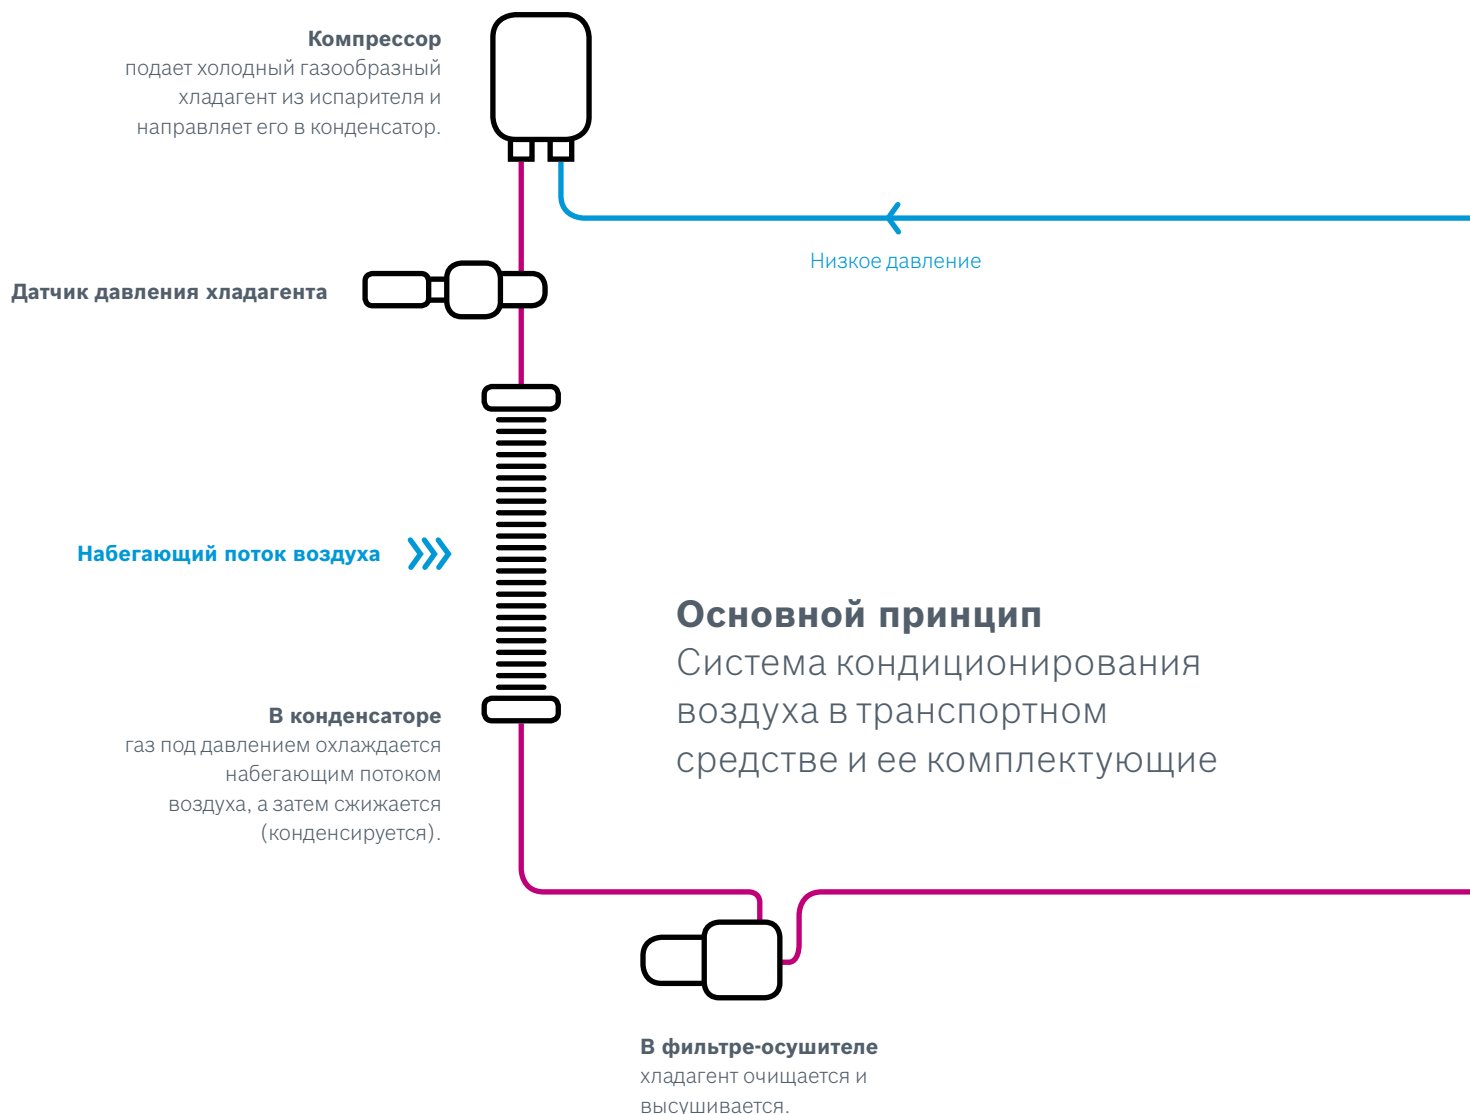 Компрессор
подает холодный газообразный
хладагент из испарителя и
направляет его в конденсатор.
Низкое давление
Датчик давления хладагента
Набегающий поток воздуха
Основной принцип
Система кондиционирования
воздуха в транспортном
средстве и ее комплектующие
В конденсаторе
газ под давлением охлаждается
набегающим потоком
воздуха, а затем сжижается
(конденсируется).
В фильтре-осушителе
хладагент очищается и
высушивается.